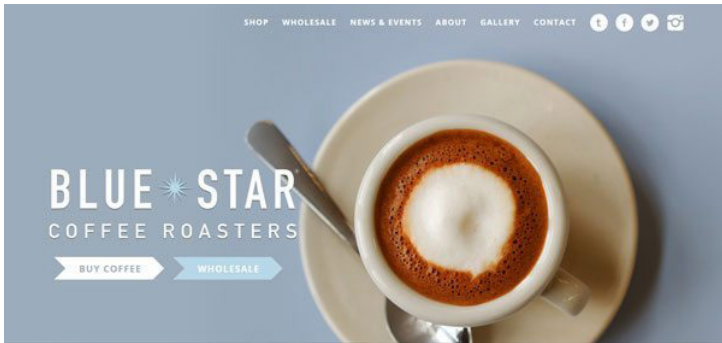 SHOP WHOLESALE NEWS & EVENTS ABOUT GALLERY CONTACT
BLUE STAR
COFFEE ROASTERS
BUY COFFEE WHOLESALE